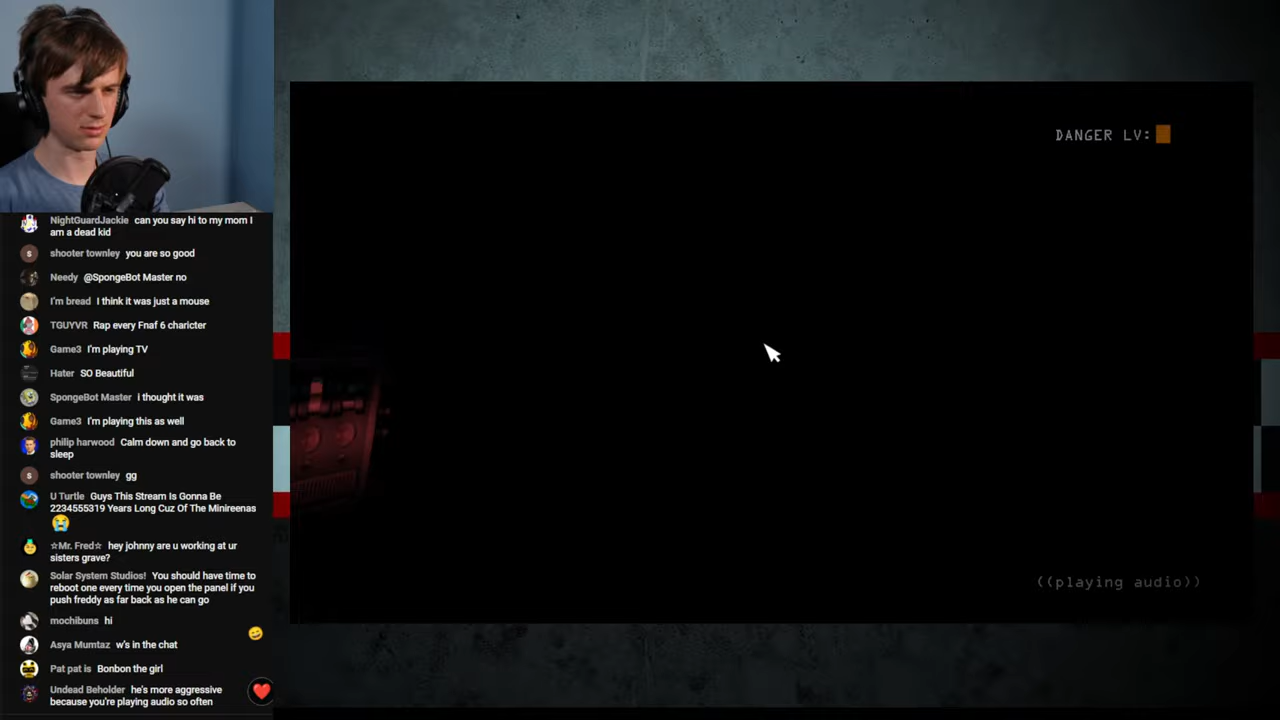 DANGER LV:
NightGuardJackie can you say hi to my mom I
am a dead kid
shooter townley you are so good
Needy @SpongeBot Master no
I'm bread I think it was just a mouse
TGUYVR Rap every Fnaf 6 charicter
Game3 I'm playing TV
Hater SO Beautiful
SpongeBot Master i thought it was
Game3 I'm playing this as well
philip harwood Calm down and go back to
sleep
shooter townley gg
U Turtle Guys This Stream Is Gonna Be
2234555319 Years Long Cuz Of The Minireenas
😭
☆Mr. Fred☆ hey johnny are u working at ur
sisters grave?
Solar System Studios! You should have time to
reboot one every time you open the panel if you
push freddy as far back as he can go
mochibuns hi
Asya Mumtaz w's in the chat
Pat pat is Bonbon the girl
Undead Beholder he's more aggressive
because you're playing audio so often
((playing audio))